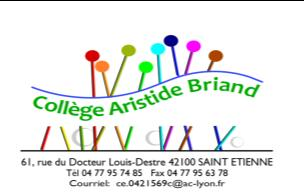 Collège Aristide Briand
61, rue du Docteur Louis-Destre 42100 SAINT ETIENNE
Tèl 04 77 95 74 85 Fax 04 77 95 63 78
Courriel: ce.0421569c@ac-lyon.fr